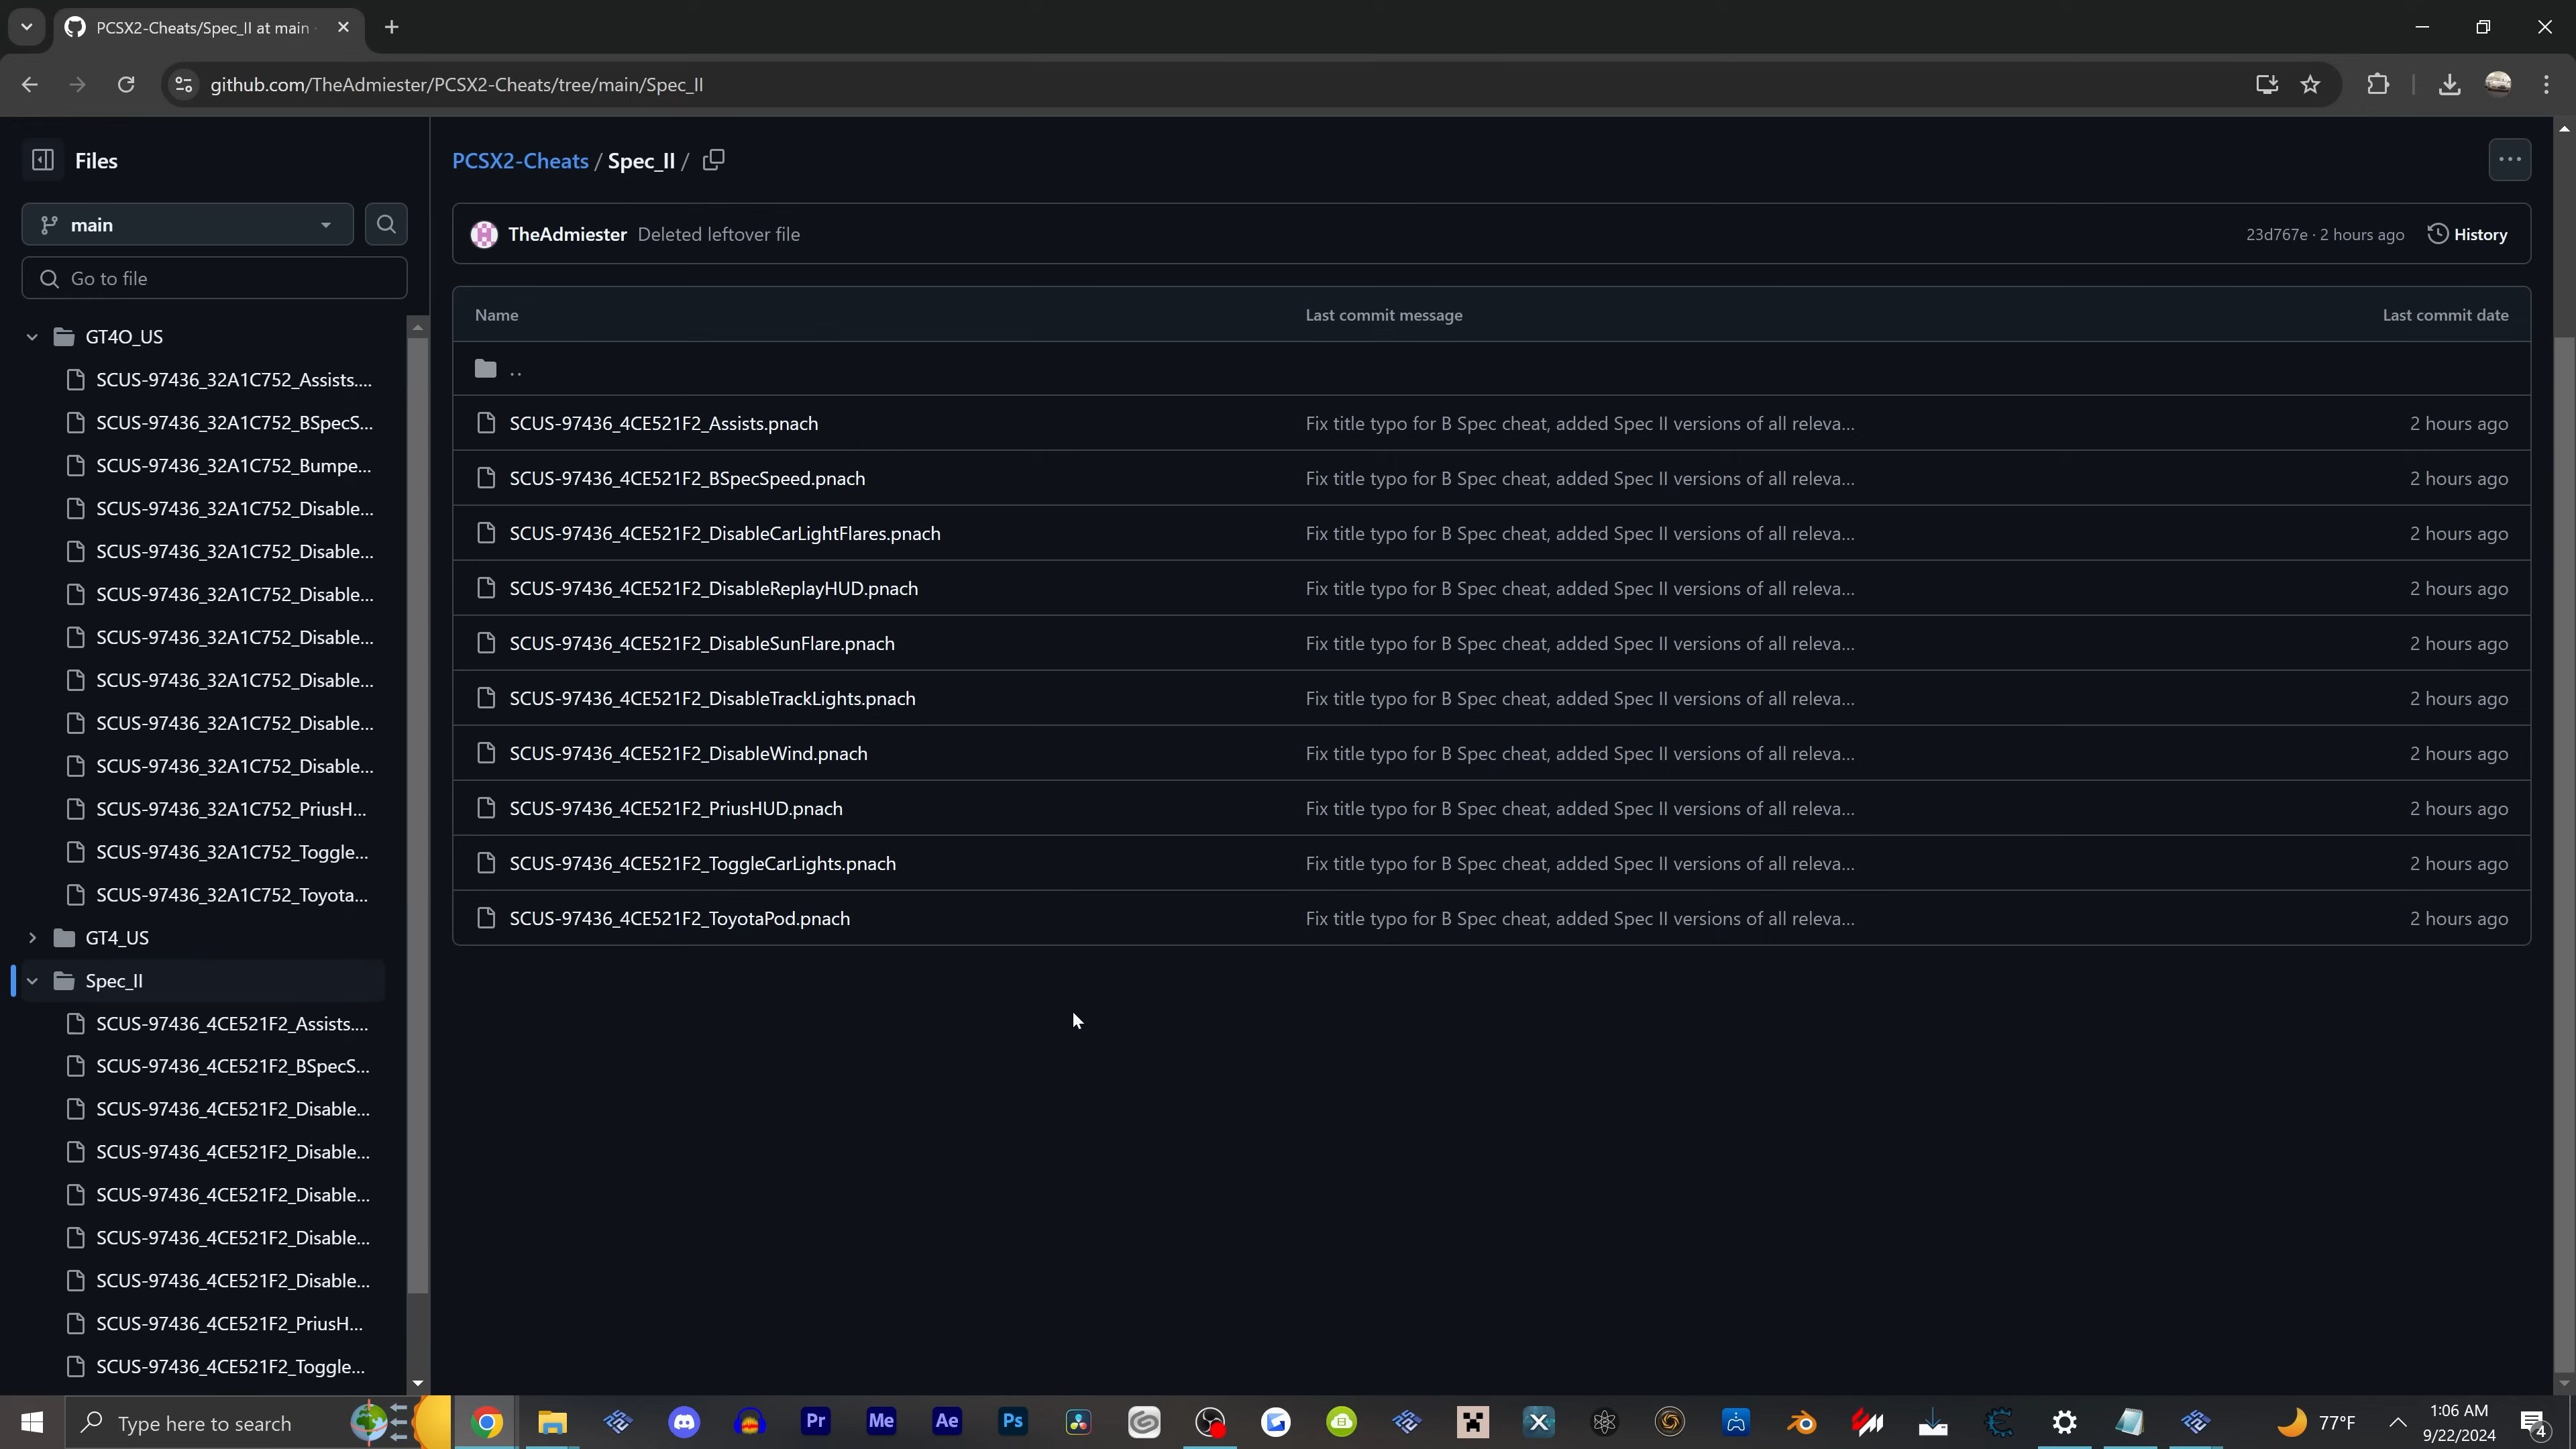 PCSX2-Cheats/Spec_II at main
github.com/TheAdmiester/PCSX2-Cheats/tree/main/Spec_II
Files
main
Go to file
GT4O_US
SCUS-97436_32A1C752_Assists....
SCUS-97436_32A1C752_BSpecS...
SCUS-97436_32A1C752_Bumpe...
SCUS-97436_32A1C752_Disable...
SCUS-97436_32A1C752_Disable...
SCUS-97436_32A1C752_Disable...
SCUS-97436_32A1C752_Disable...
SCUS-97436_32A1C752_Disable...
SCUS-97436_32A1C752_Disable...
SCUS-97436_32A1C752_Disable...
SCUS-97436_32A1C752_PriusH...
SCUS-97436_32A1C752_Toggle...
SCUS-97436_32A1C752_Toyota...
GT4_US
Spec_II
SCUS-97436_4CE521F2_Assists....
SCUS-97436_4CE521F2_BSpecS...
SCUS-97436_4CE521F2_Disable...
SCUS-97436_4CE521F2_Disable...
SCUS-97436_4CE521F2_Disable...
SCUS-97436_4CE521F2_Disable...
SCUS-97436_4CE521F2_Disable...
SCUS-97436_4CE521F2_PriusH...
SCUS-97436_4CE521F2_Toggle...
PCSX2-Cheats / Spec_II /
TheAdmiester Deleted leftover file 23d767e · 2 hours ago History
Name Last commit message Last commit date
..
SCUS-97436_4CE521F2_Assists.pnach Fix title typo for B Spec cheat, added Spec II versions of all releva... 2 hours ago
SCUS-97436_4CE521F2_BSpecSpeed.pnach Fix title typo for B Spec cheat, added Spec II versions of all releva... 2 hours ago
SCUS-97436_4CE521F2_DisableCarLightFlares.pnach Fix title typo for B Spec cheat, added Spec II versions of all releva... 2 hours ago
SCUS-97436_4CE521F2_DisableReplayHUD.pnach Fix title typo for B Spec cheat, added Spec II versions of all releva... 2 hours ago
SCUS-97436_4CE521F2_DisableSunFlare.pnach Fix title typo for B Spec cheat, added Spec II versions of all releva... 2 hours ago
SCUS-97436_4CE521F2_DisableTrackLights.pnach Fix title typo for B Spec cheat, added Spec II versions of all releva... 2 hours ago
SCUS-97436_4CE521F2_DisableWind.pnach Fix title typo for B Spec cheat, added Spec II versions of all releva... 2 hours ago
SCUS-97436_4CE521F2_PriusHUD.pnach Fix title typo for B Spec cheat, added Spec II versions of all releva... 2 hours ago
SCUS-97436_4CE521F2_ToggleCarLights.pnach Fix title typo for B Spec cheat, added Spec II versions of all releva... 2 hours ago
SCUS-97436_4CE521F2_ToyotaPod.pnach Fix title typo for B Spec cheat, added Spec II versions of all releva... 2 hours ago
Type here to search Pr Me Ae Ps 77°F 1:06 AM
9/22/2024 4